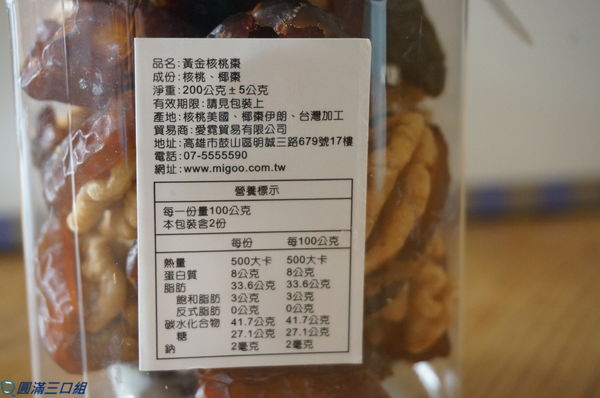 品名:黃金核桃棗
成份:核桃、椰棗
淨重:200公克±5公克
有效期限:請見包裝上
產地:核桃美國、椰棗伊朗、台灣加工
貿易商:愛霓貿易有限公司
地址:高雄市鼓山區明誠三路679號17樓
電話:07-5555590
網址:www.migoo.com.tw
營養標示
每一份量100公克
本包裝含2份
每份 每100公克
熱量 500大卡 500大卡
蛋白質 8公克 8公克
脂肪 33.6公克 33.6公克
飽和脂肪 3公克 3公克
反式脂肪 0公克 0公克
碳水化合物 41.7公克 41.7公克
糖 27.1公克 27.1公克
鈉 2毫克 2毫克
圓滿三口組